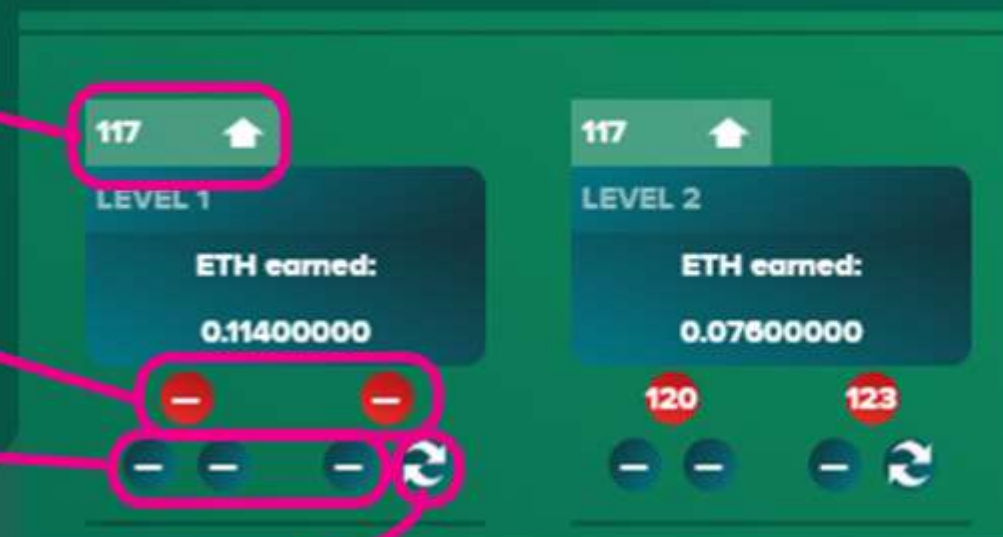 117
LEVEL 1
ETH earned:
0.11400000
117
LEVEL 2
ETH earned:
0.07600000
120 123